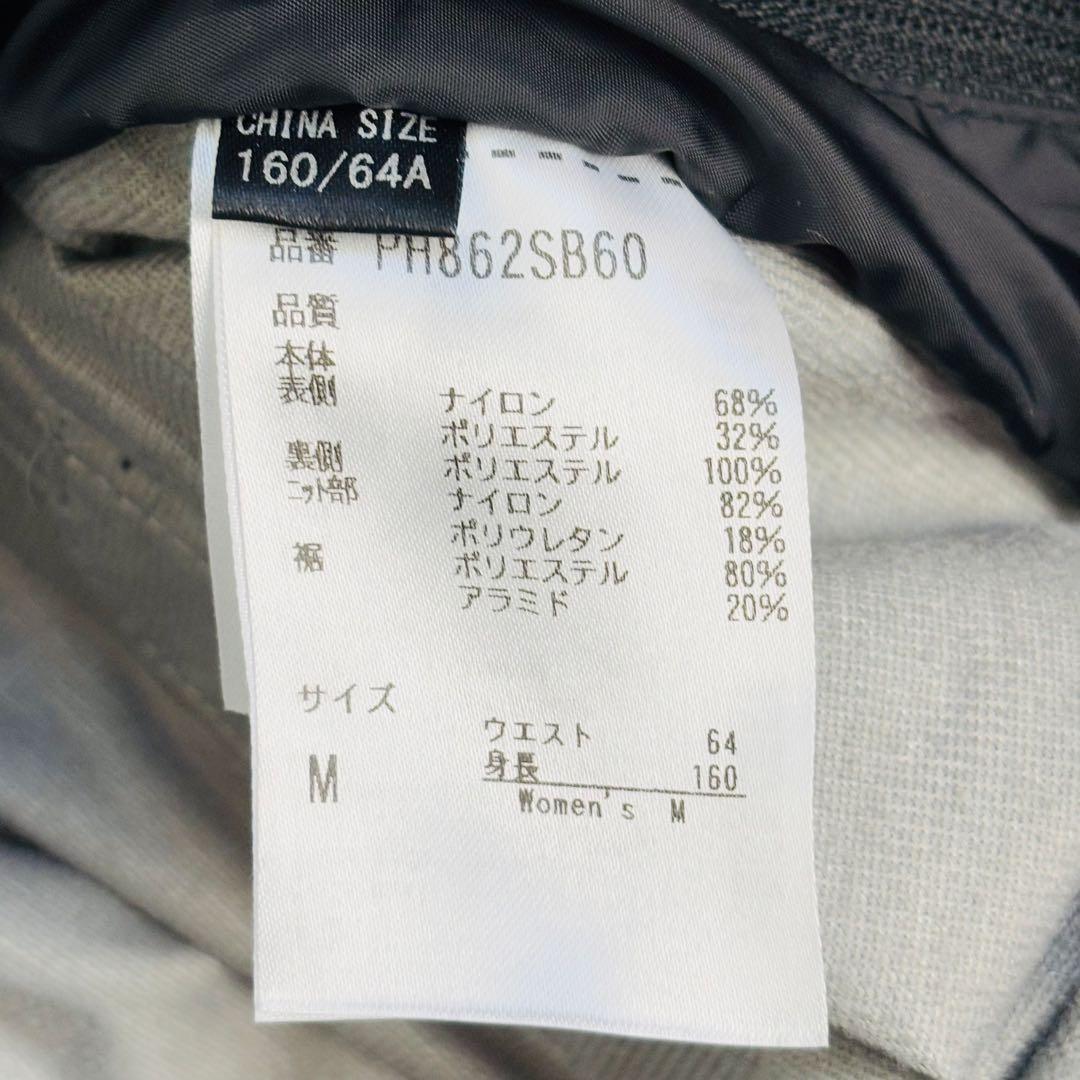 CHINA SIZE
160/64A
品番 PH862SB60
品質
本体
表側 ナイロン 68%
ポリエステル 32%
裏側 ポリエステル 100%
ニット部 ナイロン 82%
ポリウレタン 18%
裾 ポリエステル 80%
アラミド 20%
サイズ
M
ウエスト 64
身長 160
Women's M